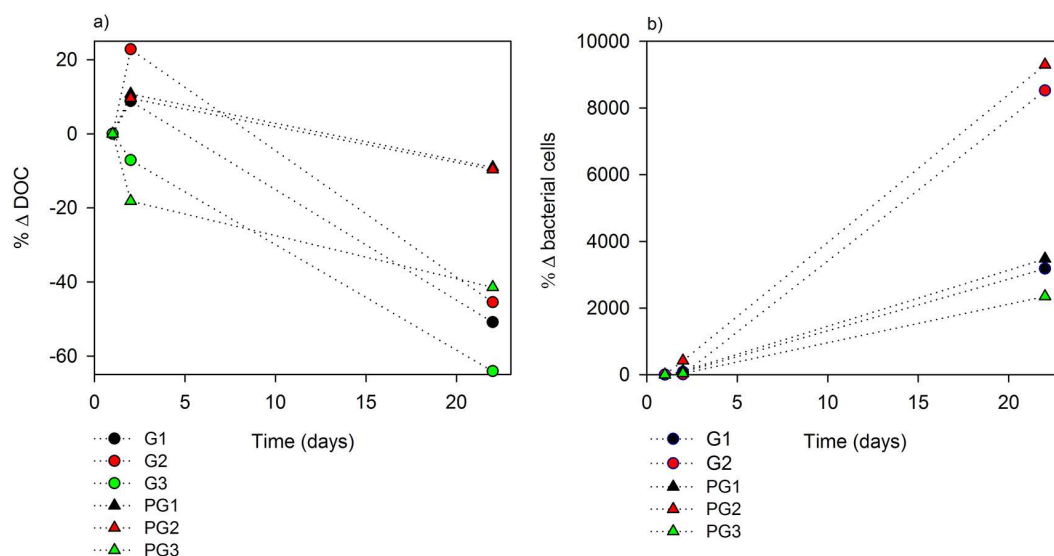 a)
20
0
-20
-40
-60
% Δ DOC
0 5 10 15 20
Time (days)
G1
G2
G3
PG1
PG2
PG3
b)
10000
8000
6000
4000
2000
0
% Δ bacterial cells
0 5 10 15 20
Time (days)
G1
G2
PG1
PG2
PG3